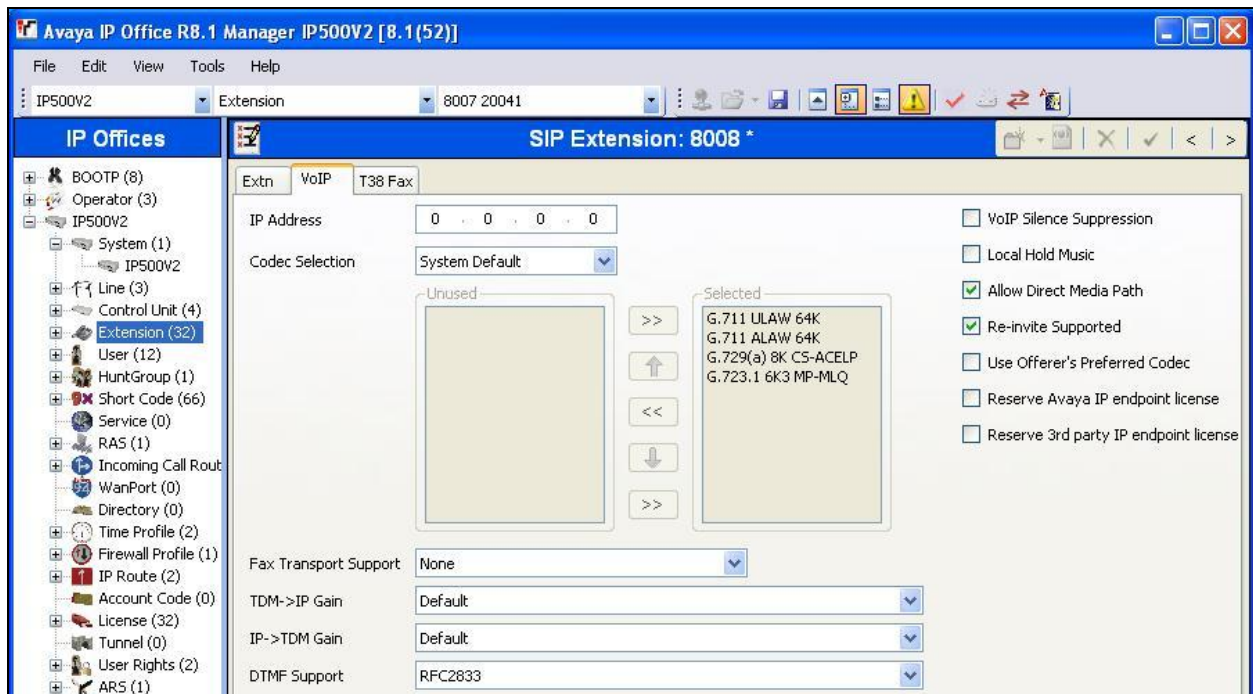 Avaya IP Office R8.1 Manager IP500V2 [8.1(52)]
File Edit View Tools Help
IP500V2 Extension 8007 20041
IP Offices
BOOTP (8)
Operator (3)
IP500V2
System (1)
IP500V2
Line (3)
Control Unit (4)
Extension (32)
User (12)
HuntGroup (1)
Short Code (66)
Service (0)
RAS (1)
Incoming Call Rout
WanPort (0)
Directory (0)
Time Profile (2)
Firewall Profile (1)
IP Route (2)
Account Code (0)
License (32)
Tunnel (0)
User Rights (2)
ARS (1)
SIP Extension: 8008 *
Extn VoIP T38 Fax
IP Address 0 . 0 . 0 . 0
Codec Selection System Default
Unused
>>
<<
>>
Selected
G.711 ULAW 64K
G.711 ALAW 64K
G.729(a) 8K CS-ACELP
G.723.1 6K3 MP-MLQ
Fax Transport Support None
TDM->IP Gain Default
IP->TDM Gain Default
DTMF Support RFC2833
VoIP Silence Suppression
Local Hold Music
Allow Direct Media Path
Re-invite Supported
Use Offerer's Preferred Codec
Reserve Avaya IP endpoint license
Reserve 3rd party IP endpoint license